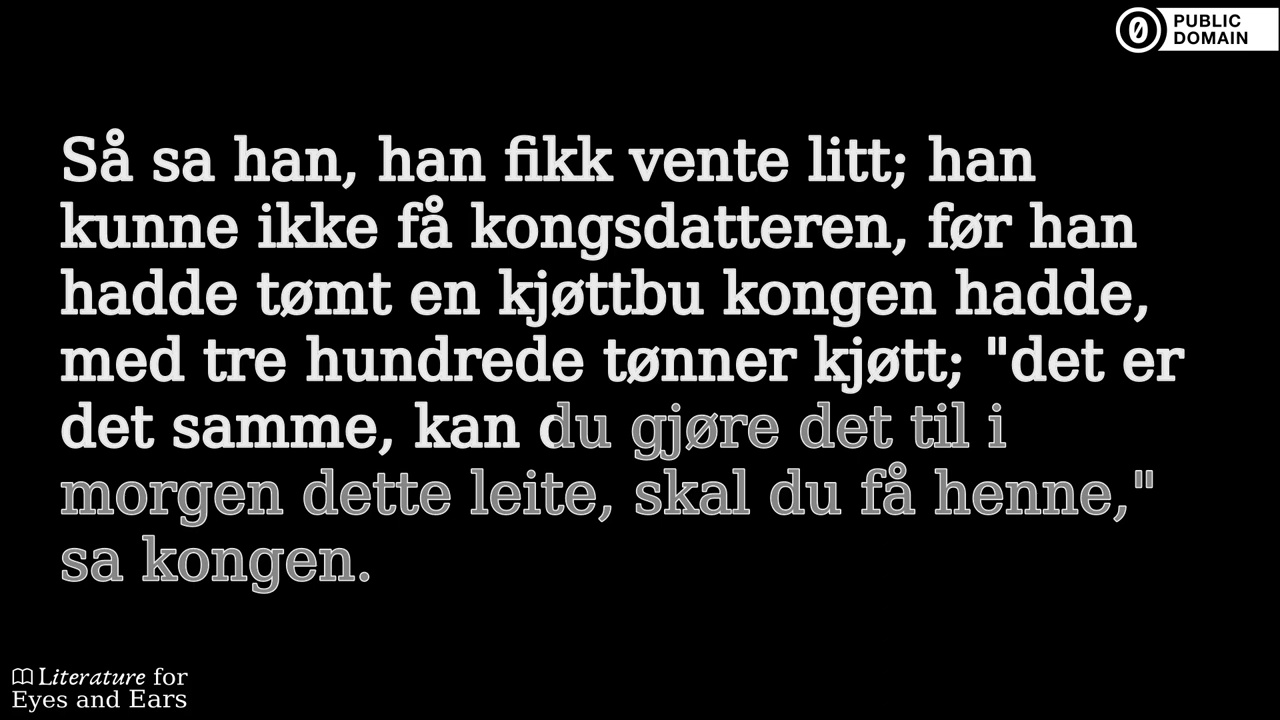 PUBLIC
DOMAIN
Så sa han, han fikk vente litt; han
kunne ikke få kongsdatteren, før han
hadde tømt en kjøttbu kongen hadde,
med tre hundrede tønner kjøtt; "det er
det samme, kan du gjøre det til i
morgen dette leite, skal du få henne,"
sa kongen.
Literature for
Eyes and Ears